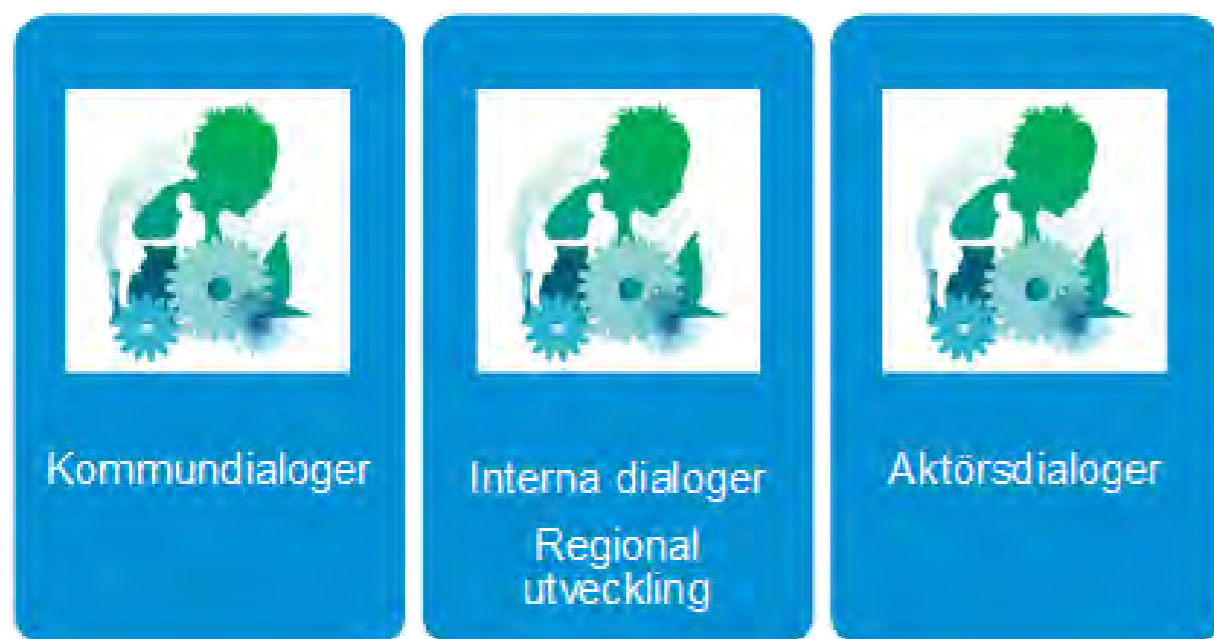 Kommundialoger
Interna dialoger
Regional
utveckling
Aktörsdialoger